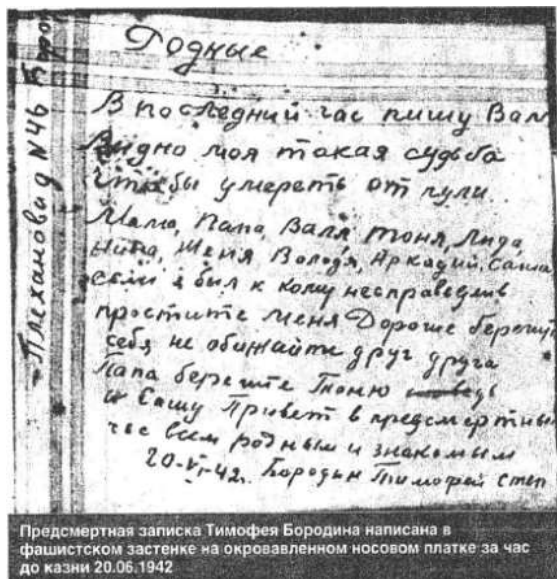 Родные
В последний час пишу Вам
Видно моя такая судьба
Чтобы умереть от пули
Мама, Папа, Валя Тоня, Лида,
Нина, Женя Володя, Аркадий, Саша
если я был к кому несправедлив
простите меня Дороже берегите
себя не обижайте друг друга
Папа берегите Тоню
и Сашу Привет в предсмертный
час всем родным и знакомым
20-VI-42. Бородин Тимофей Степ
Плеханова д N46
Предсмертная записка Тимофея Бородина написана в
фашистском застенке на окровавленном носовом платке за час
до казни 20.06.1942